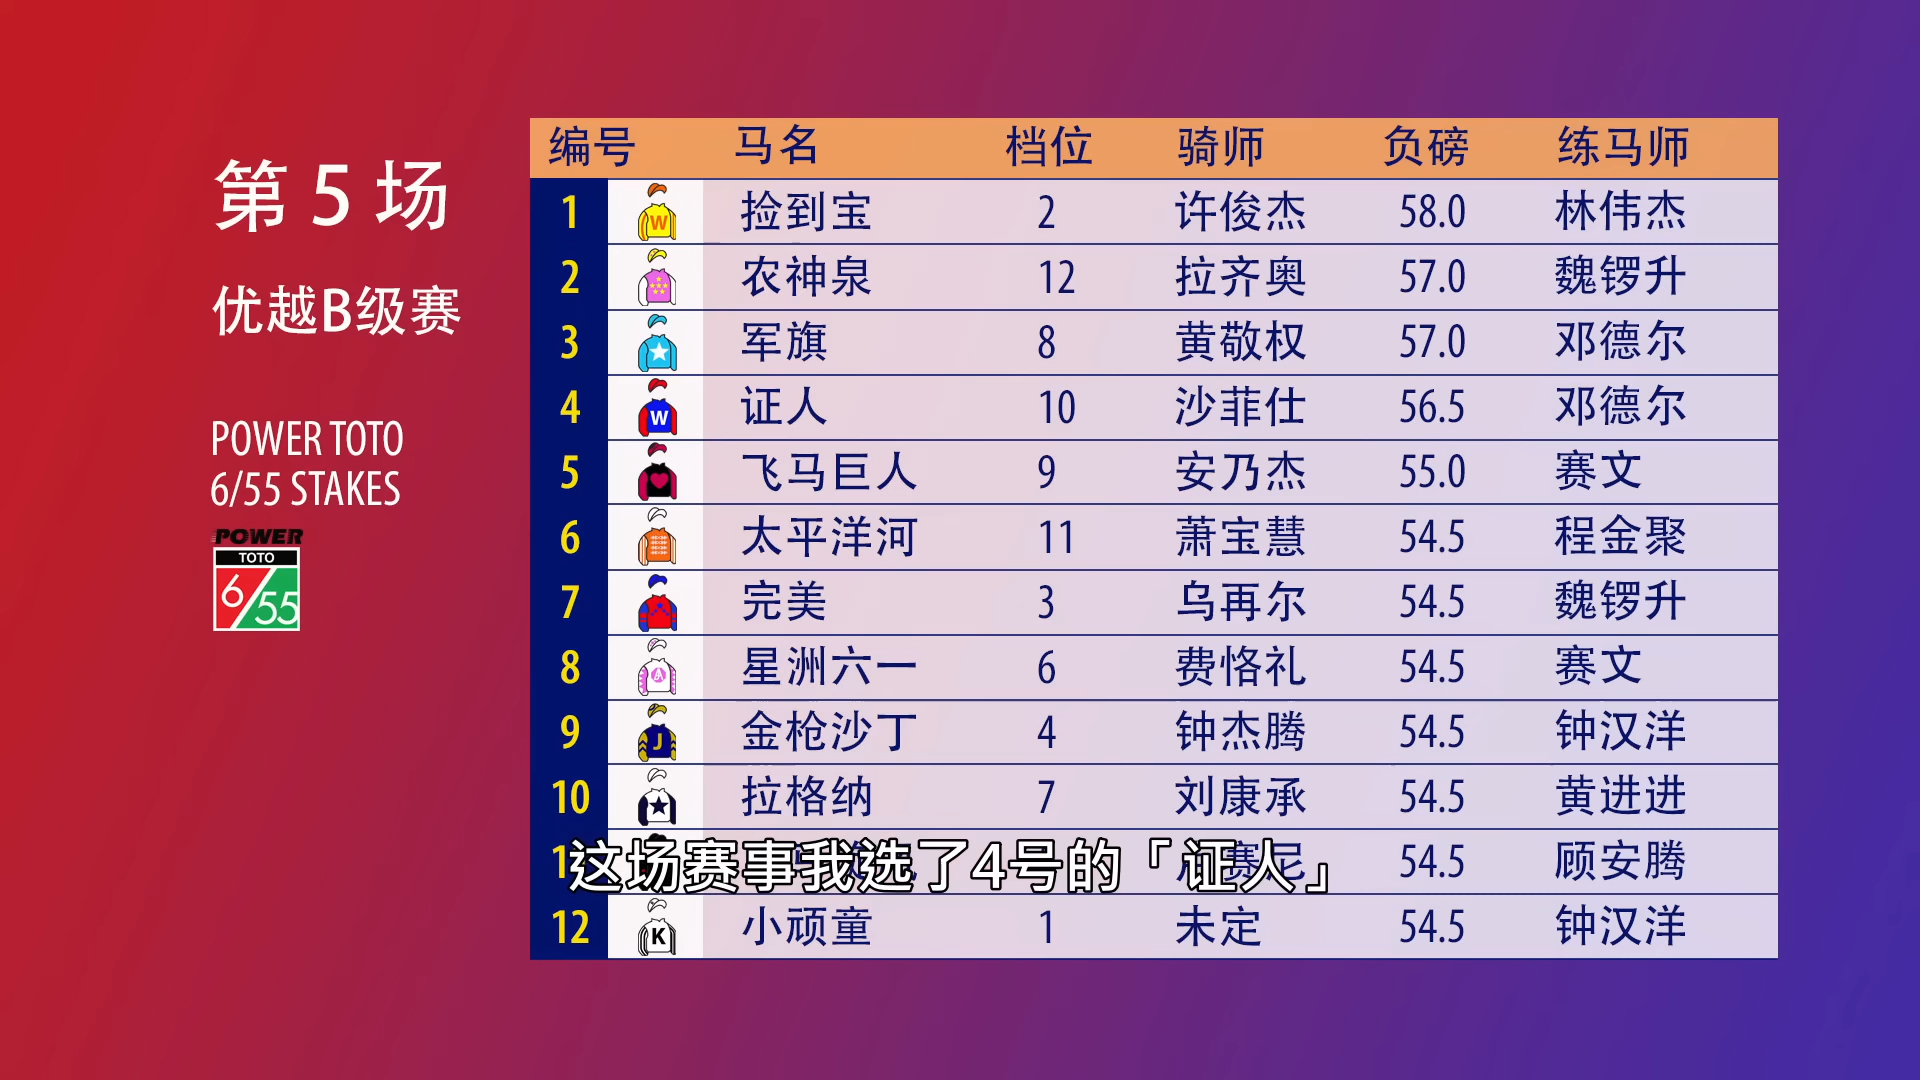 第 5 场
优越B级赛
POWER TOTO
6/55 STAKES
POWER
TOTO
6/55
编号 马名 档位 骑师 负磅 练马师
1 W 捡到宝 2 许俊杰 58.0 林伟杰
2 农神泉 12 拉齐奥 57.0 魏锣升
3 军旗 8 黄敬权 57.0 邓德尔
4 W 证人 10 沙菲仕 56.5 邓德尔
5 飞马巨人 9 安乃杰 55.0 赛文
6 太平洋河 11 萧宝慧 54.5 程金聚
7 完美 3 乌再尔 54.5 魏锣升
8 A 星洲六一 6 费恪礼 54.5 赛文
9 J 金枪沙丁 4 钟杰腾 54.5 钟汉洋
10 拉格纳 7 刘康承 54.5 黄进进
54.5 顾安腾
这场赛事我选了4号的「证人」
12 K 小顽童 1 未定 54.5 钟汉洋